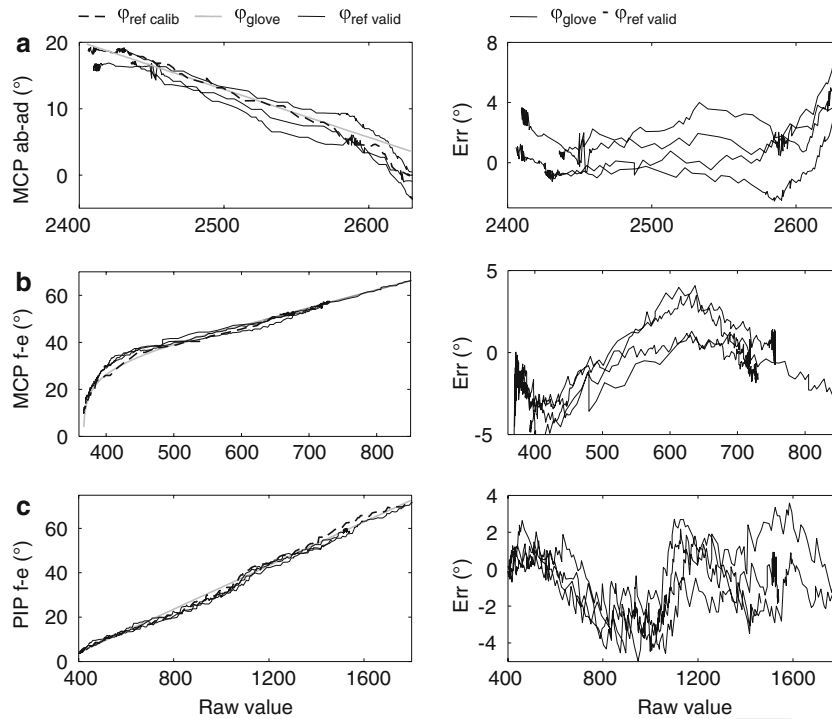 φref calib φglove φref valid φglove - φref valid
a
MCP ab-ad (°)
20
10
0
2400 2500 2600
Err (°)
8
4
0
2400 2500 2600
b
MCP f-e (°)
60
40
20
0
400 500 600 700 800
Err (°)
5
0
-5
400 500 600 700 800
c
PIP f-e (°)
60
40
20
0
400 800 1200 1600
Raw value
Err (°)
4
2
0
-2
-4
400 800 1200 1600
Raw value